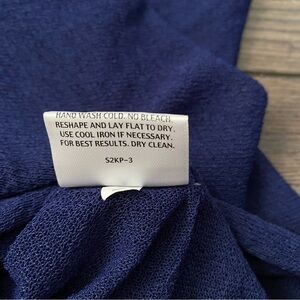 HAND WASH COLD. NO BLEACH.
RESHAPE AND LAY FLAT TO DRY.
USE COOL IRON IF NECESSARY.
FOR BEST RESULTS. DRY CLEAN.
S2KP-3